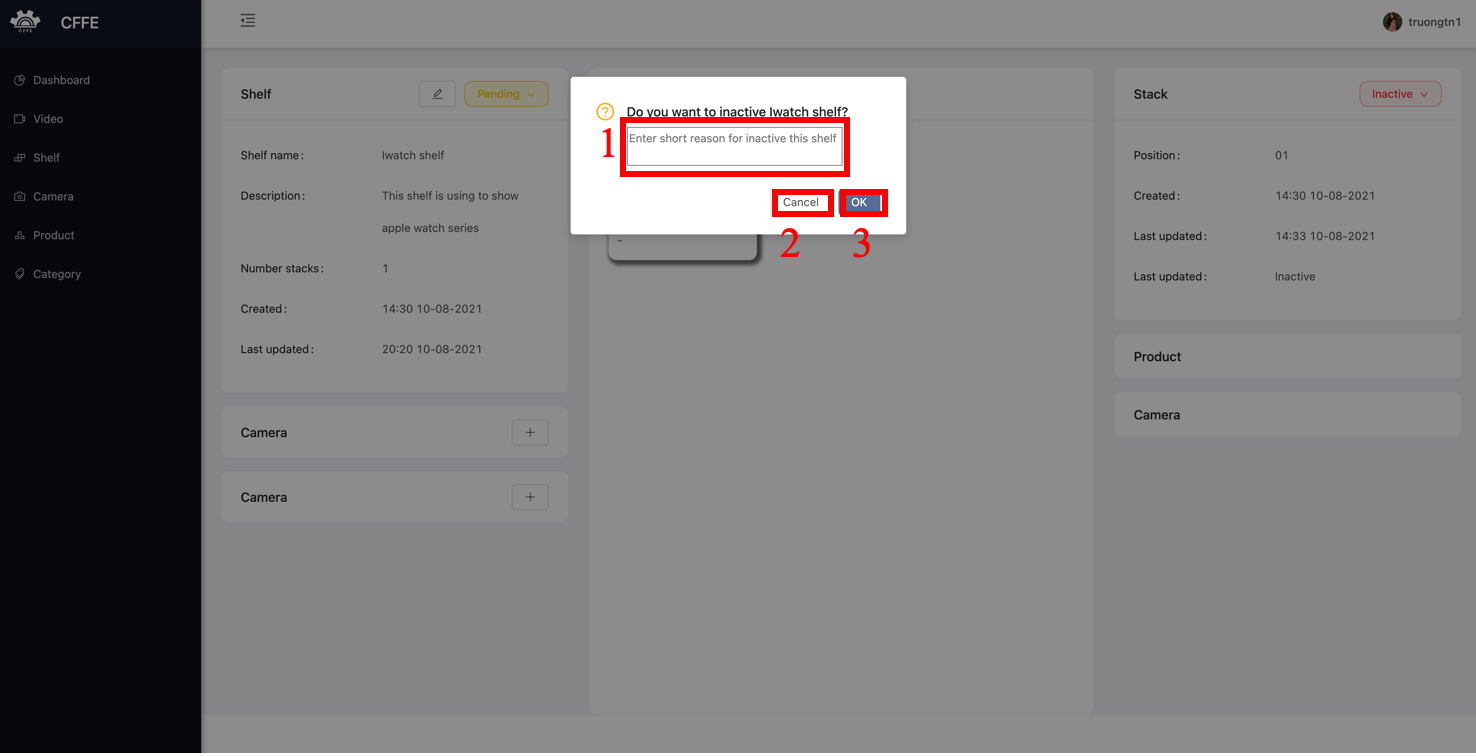 CFFE
CFFE
truongtn1
Dashboard
Video
Shelf
Camera
Product
Category
Shelf
Pending
Shelf name :
Iwatch shelf
Description :
This shelf is using to show
apple watch series
Number stacks :
1
Created :
14:30 10-08-2021
Last updated :
20:20 10-08-2021
Camera
Camera
Do you want to inactive Iwatch shelf?
1
Enter short reason for inactive this shelf
Cancel
OK
2
3
-
Stack
Inactive
Position :
01
Created :
14:30 10-08-2021
Last updated :
14:33 10-08-2021
Last updated :
Inactive
Product
Camera